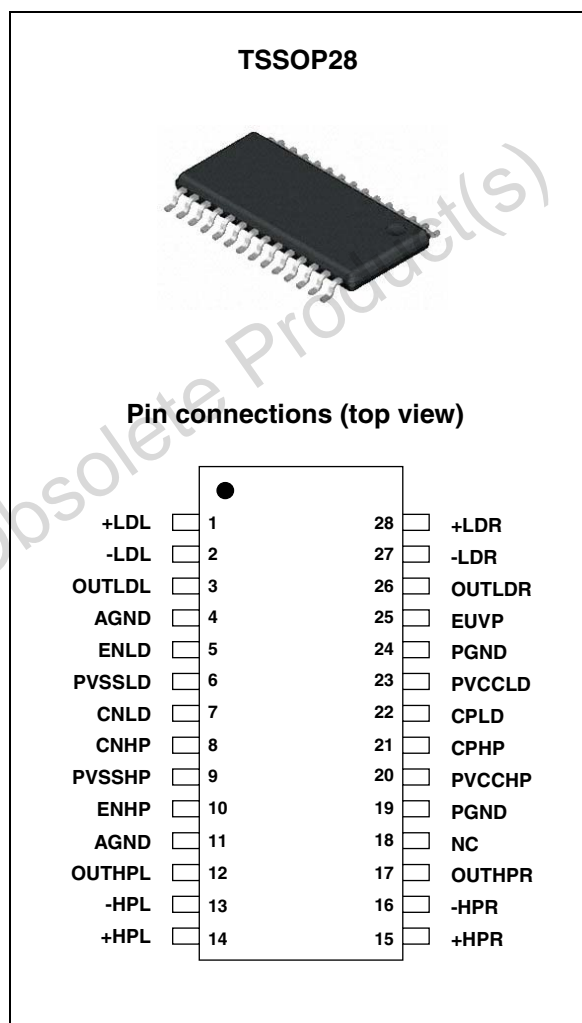 TSSOP28
Obsolete Product(s)
Pin connections (top view)
+LDL 1 28 +LDR
-LDL 2 27 -LDR
OUTLDL 3 26 OUTLDR
AGND 4 25 EUVP
ENLD 5 24 PGND
PVSSLD 6 23 PVCCLD
CNLD 7 22 CPLD
CNHP 8 21 CPHP
PVSSHP 9 20 PVCCHP
ENHP 10 19 PGND
AGND 11 18 NC
OUTHPL 12 17 OUTHPR
-HPL 13 16 -HPR
+HPL 14 15 +HPR